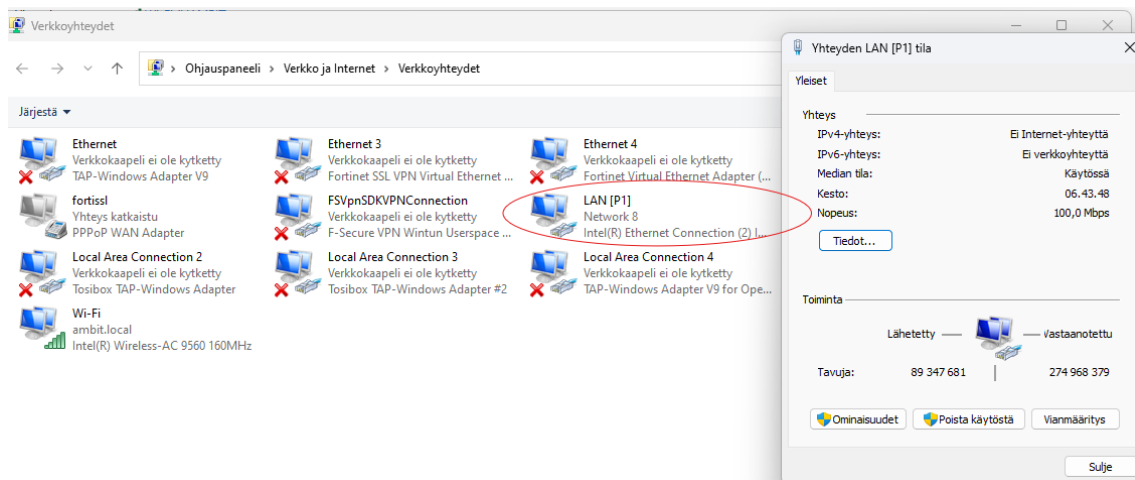 Verkkoyhteydet
Ohjauspaneeli > Verkko ja Internet > Verkkoyhteydet
Järjestä
Ethernet
Verkkokaapeli ei ole kytketty
TAP-Windows Adapter V9
Ethernet 3
Verkkokaapeli ei ole kytketty
Fortinet SSL VPN Virtual Ethernet ...
Ethernet 4
Verkkokaapeli ei ole kytketty
Fortinet Virtual Ethernet Adapter (...
fortissl
Yhteys katkaistu
PPPoP WAN Adapter
FSVpnSDKVPNConnection
Verkkokaapeli ei ole kytketty
F-Secure VPN Wintun Userspace ...
LAN [P1]
Network 8
Intel(R) Ethernet Connection (2) I...
Local Area Connection 2
Verkkokaapeli ei ole kytketty
Tosibox TAP-Windows Adapter
Local Area Connection 3
Verkkokaapeli ei ole kytketty
Tosibox TAP-Windows Adapter #2
Local Area Connection 4
Verkkokaapeli ei ole kytketty
TAP-Windows Adapter V9 for Ope...
Wi-Fi
ambit.local
Intel(R) Wireless-AC 9560 160MHz
Yhteyden LAN [P1] tila
Yleiset
Yhteys
IPv4-yhteys: Ei Internet-yhteyttä
IPv6-yhteys: Ei verkkoyhteyttä
Median tila: Käytössä
Kesto: 06.43.48
Nopeus: 100,0 Mbps
Tiedot...
Toiminta
Lähetetty — Vastaanotettu
Tavuja: 89 347 681 | 274 968 379
Ominaisuudet Poista käytöstä Vianmääritys
Sulje